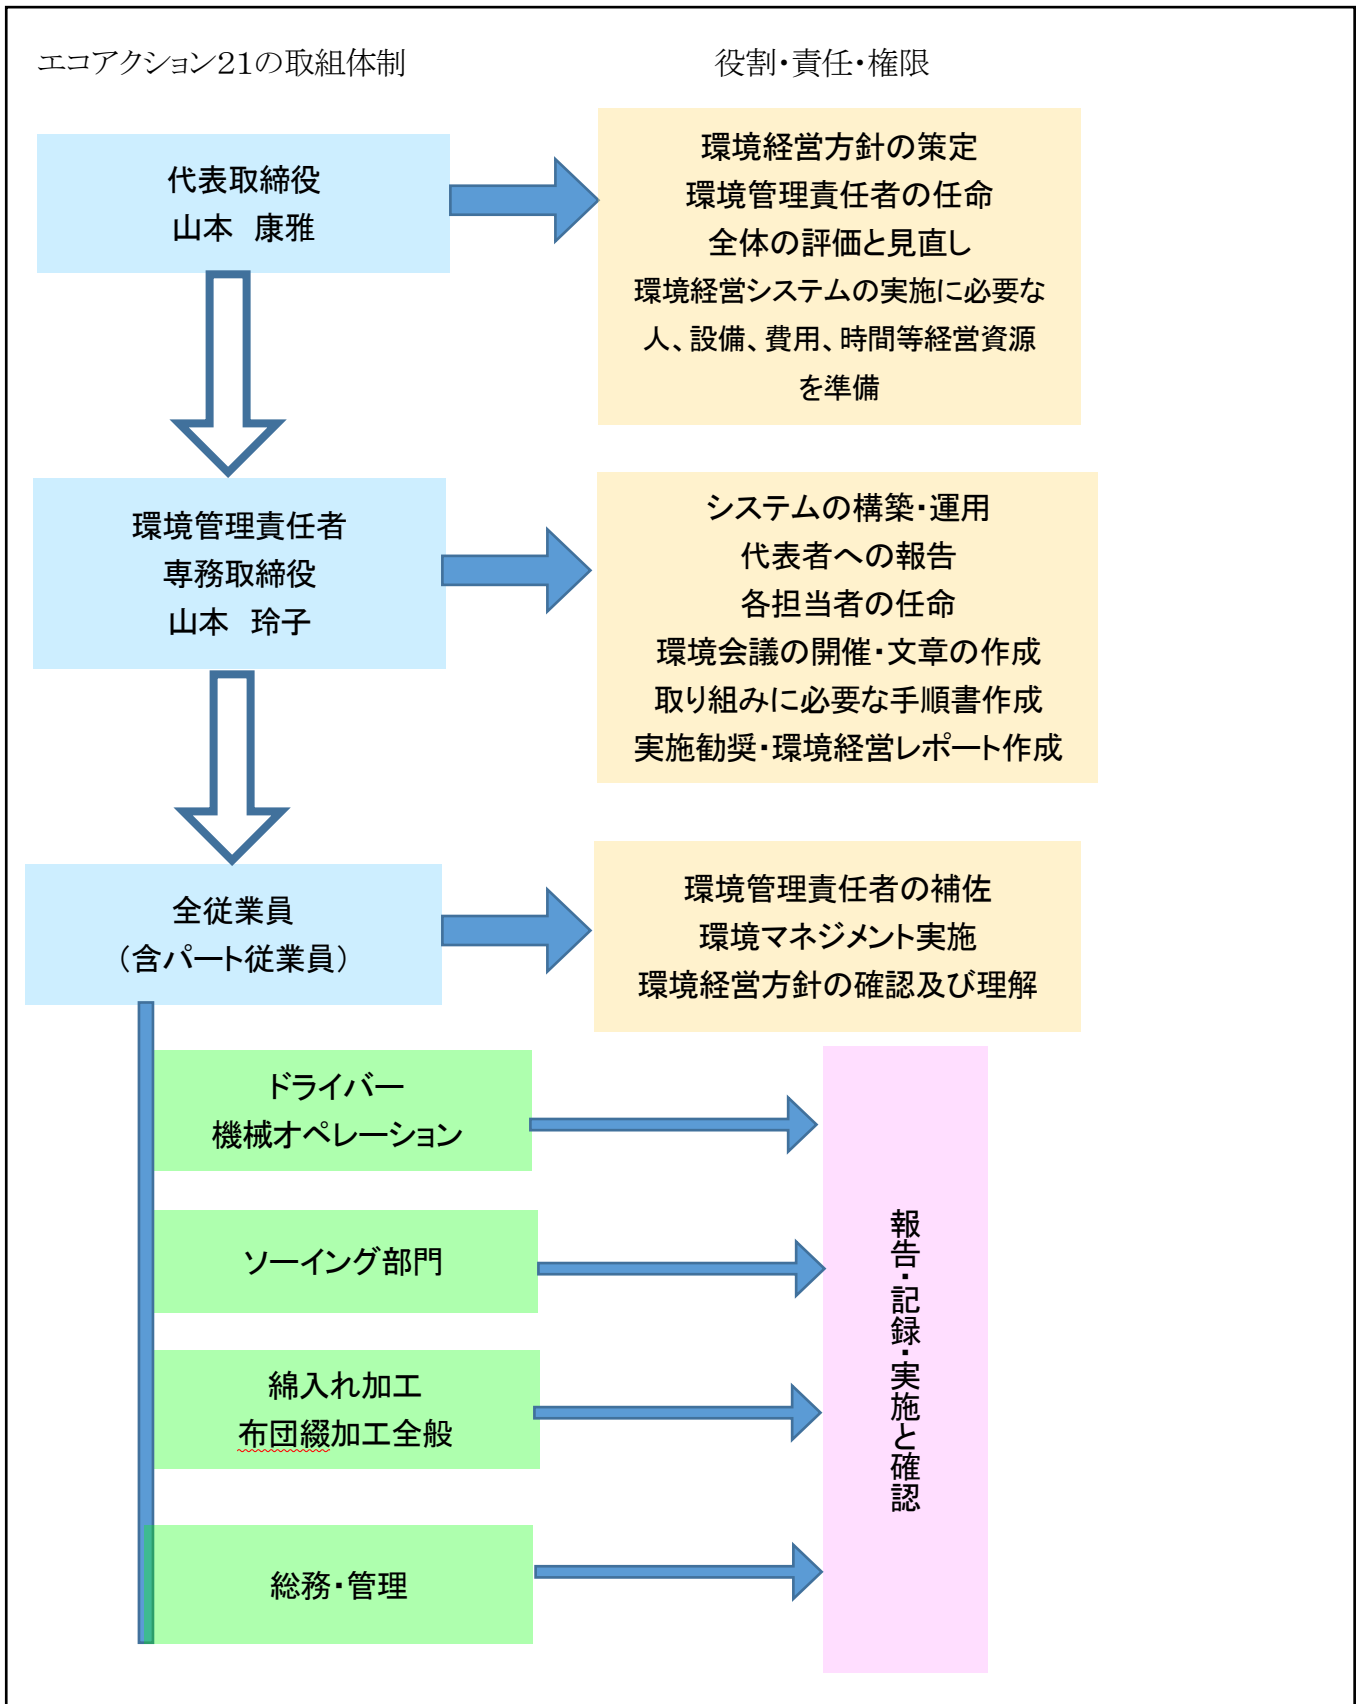 エコアクション21の取組体制
役割・責任・権限
代表取締役
山本　康雅
環境経営方針の策定
環境管理責任者の任命
全体の評価と見直し
環境経営システムの実施に必要な
人、設備、費用、時間等経営資源
を準備
環境管理責任者
専務取締役
山本　玲子
システムの構築・運用
代表者への報告
各担当者の任命
環境会議の開催・文章の作成
取り組みに必要な手順書作成
実施勧奨・環境経営レポート作成
全従業員
（含パート従業員）
環境管理責任者の補佐
環境マネジメント実施
環境経営方針の確認及び理解
ドライバー
機械オペレーション
ソーイング部門
綿入れ加工
布団綴加工全般
総務・管理
報告・記録・実施と確認